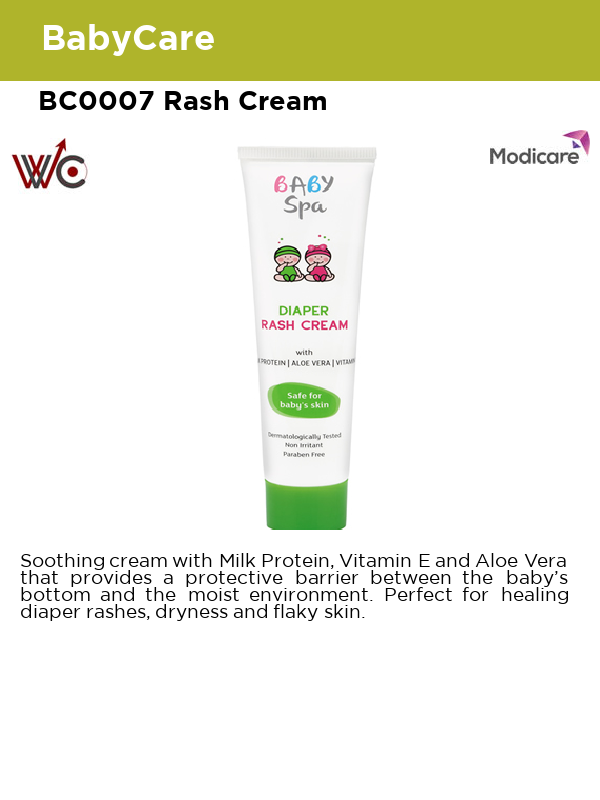 BabyCare
BC0007 Rash Cream
WC
Modicare
BABY
Spa
DIAPER
RASH CREAM
with
PROTEIN | ALOE VERA | VITAMIN
Safe for
baby's skin
Dermatologically Tested
Non Irritant
Paraben Free
Soothing cream with Milk Protein, Vitamin E and Aloe Vera
that provides a protective barrier between the baby’s
bottom and the moist environment. Perfect for healing
diaper rashes, dryness and flaky skin.